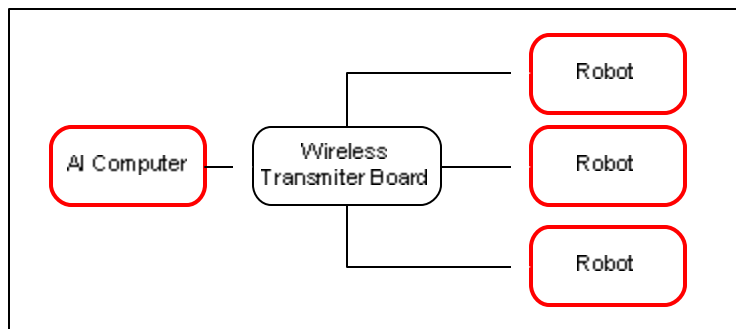 Robot
AI Computer
Wireless
Transmiter Board
Robot
Robot